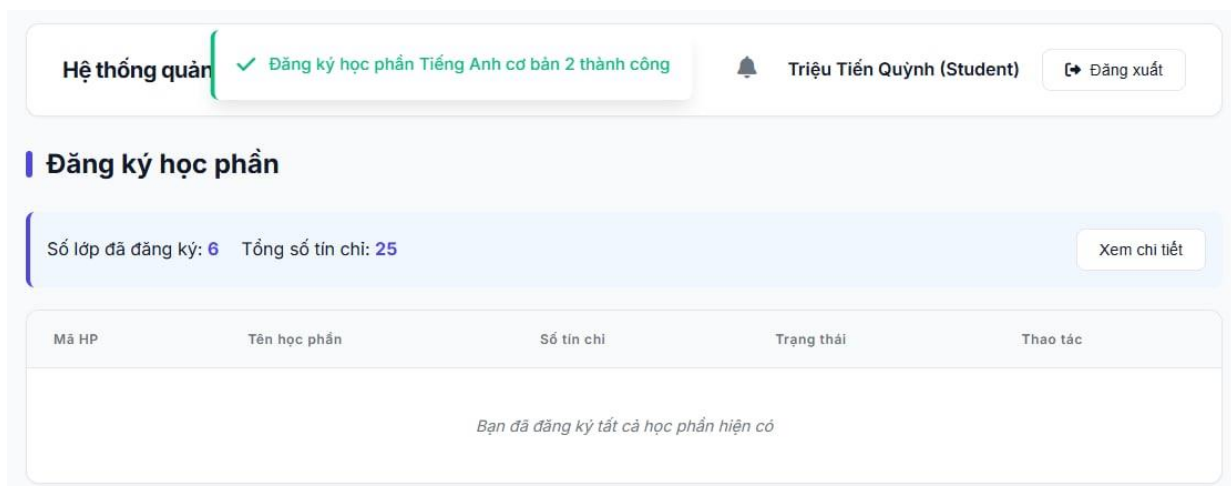 Hệ thống quản
Đăng ký học phần Tiếng Anh cơ bản 2 thành công
Triệu Tiến Quỳnh (Student)
Đăng xuất
Đăng ký học phần
Số lớp đã đăng ký: 6 Tổng số tín chỉ: 25
Xem chi tiết
Mã HP Tên học phần Số tín chỉ Trạng thái Thao tác
Bạn đã đăng ký tất cả học phần hiện có